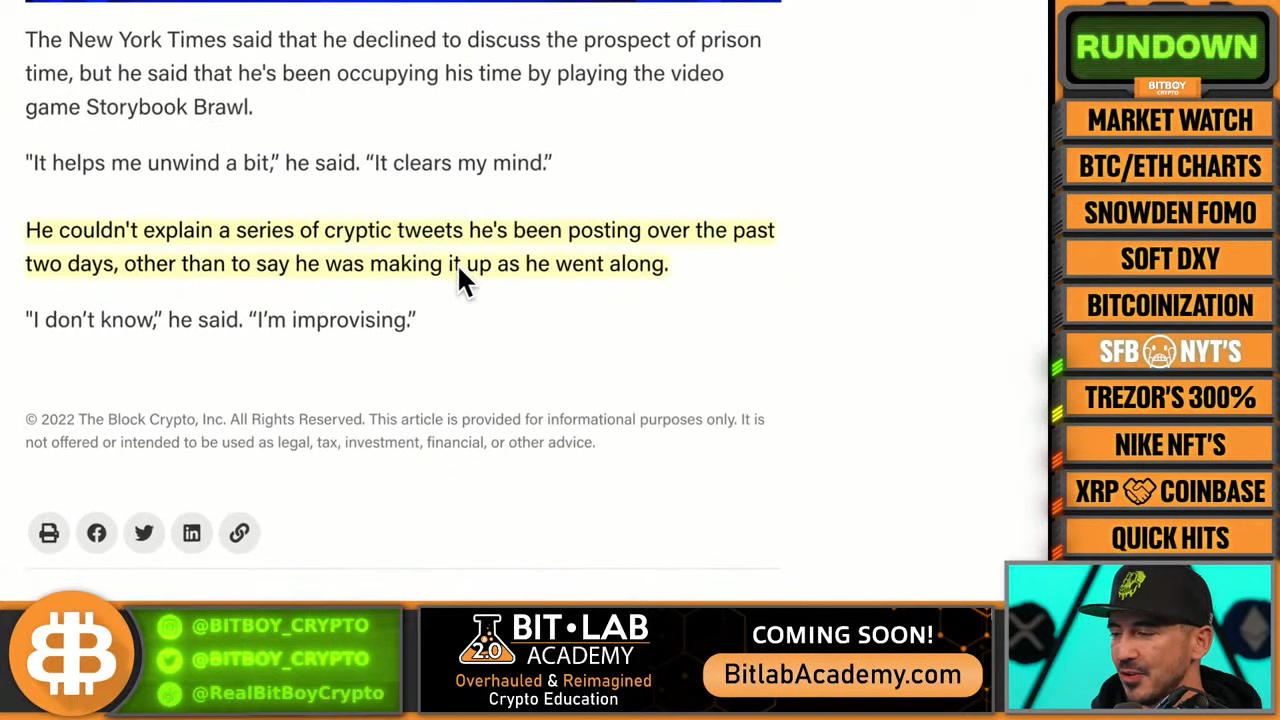 The New York Times said that he declined to discuss the prospect of prison
time, but he said that he's been occupying his time by playing the video
game Storybook Brawl.
"It helps me unwind a bit,” he said. “It clears my mind.”
He couldn't explain a series of cryptic tweets he's been posting over the past
two days, other than to say he was making it up as he went along.
"I don’t know,” he said. “I’m improvising.”
© 2022 The Block Crypto, Inc. All Rights Reserved. This article is provided for informational purposes only. It is
not offered or intended to be used as legal, tax, investment, financial, or other advice.
RUNDOWN
BITBOY
CRYPTO
MARKET WATCH
BTC/ETH CHARTS
SNOWDEN FOMO
SOFT DXY
BITCOINIZATION
SFB NYT'S
TREZOR'S 300%
NIKE NFT'S
XRP COINBASE
QUICK HITS
@BITBOY_CRYPTO
@BITBOY_CRYPTO
@RealBitBoyCrypto
2.0
BIT•LAB
ACADEMY
Overhauled & Reimagined
Crypto Education
COMING SOON!
BitlabAcademy.com